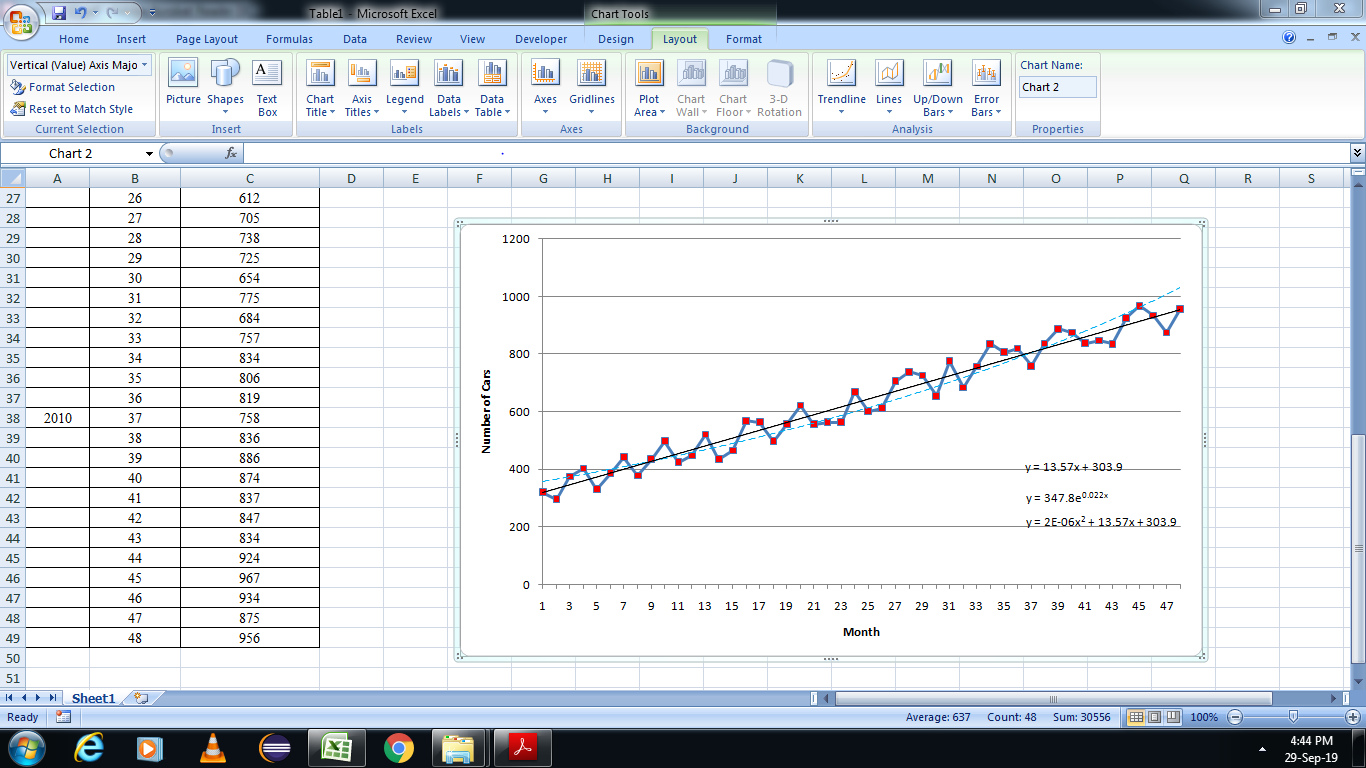 Table1 - Microsoft Excel
Chart Tools
Home Insert Page Layout Formulas Data Review View Developer Design Layout Format
Vertical (Value) Axis Majo
Format Selection
Reset to Match Style
Current Selection
Picture Shapes Text Box
Insert
Chart Title Axis Titles Legend Data Labels Data Table
Labels
Axes Gridlines
Axes
Plot Area Chart Wall Chart Floor 3-D Rotation
Background
Trendline Lines Up/Down Bars Error Bars
Analysis
Chart Name:
Chart 2
Properties
Chart 2 fx
A B C D E F G H I J K L M N O P Q R S
27 26 612
28 27 705
29 28 738
30 29 725
31 30 654
32 31 775
33 32 684
34 33 757
35 34 834
36 35 806
37 36 819
38 2010 37 758
39 38 836
40 39 886
41 40 874
42 41 837
43 42 847
44 43 834
45 44 924
46 45 967
47 46 934
48 47 875
49 48 956
50
51
1200
1000
800
600
400
200
0
Number of Cars
y = 13.57x + 303.9
y = 347.8e^0.022x
y = 2E-06x² + 13.57x + 303.9
1 3 5 7 9 11 13 15 17 19 21 23 25 27 29 31 33 35 37 39 41 43 45 47
Month
Sheet1
Ready Average: 637 Count: 48 Sum: 30556 100%
4:44 PM
29-Sep-19